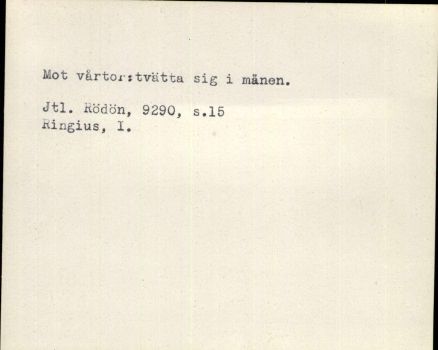 Mot vårtor:tvätta sig i månen.
Jtl. Rödön, 9290, s.15
Ringius, I.